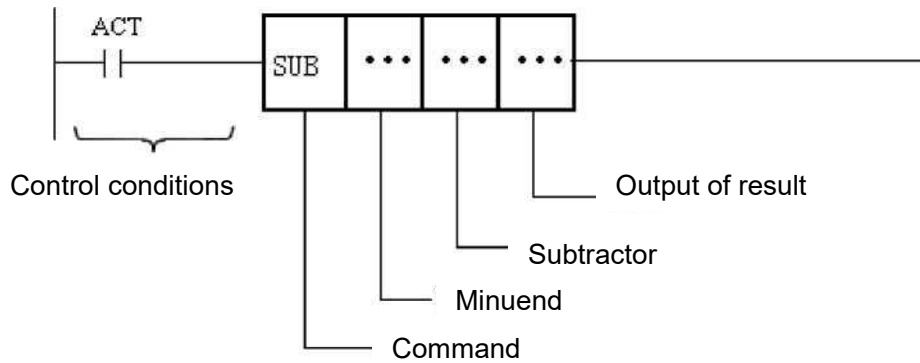 ACT
SUB ••• ••• •••
Control conditions
Output of result
Subtractor
Minuend
Command